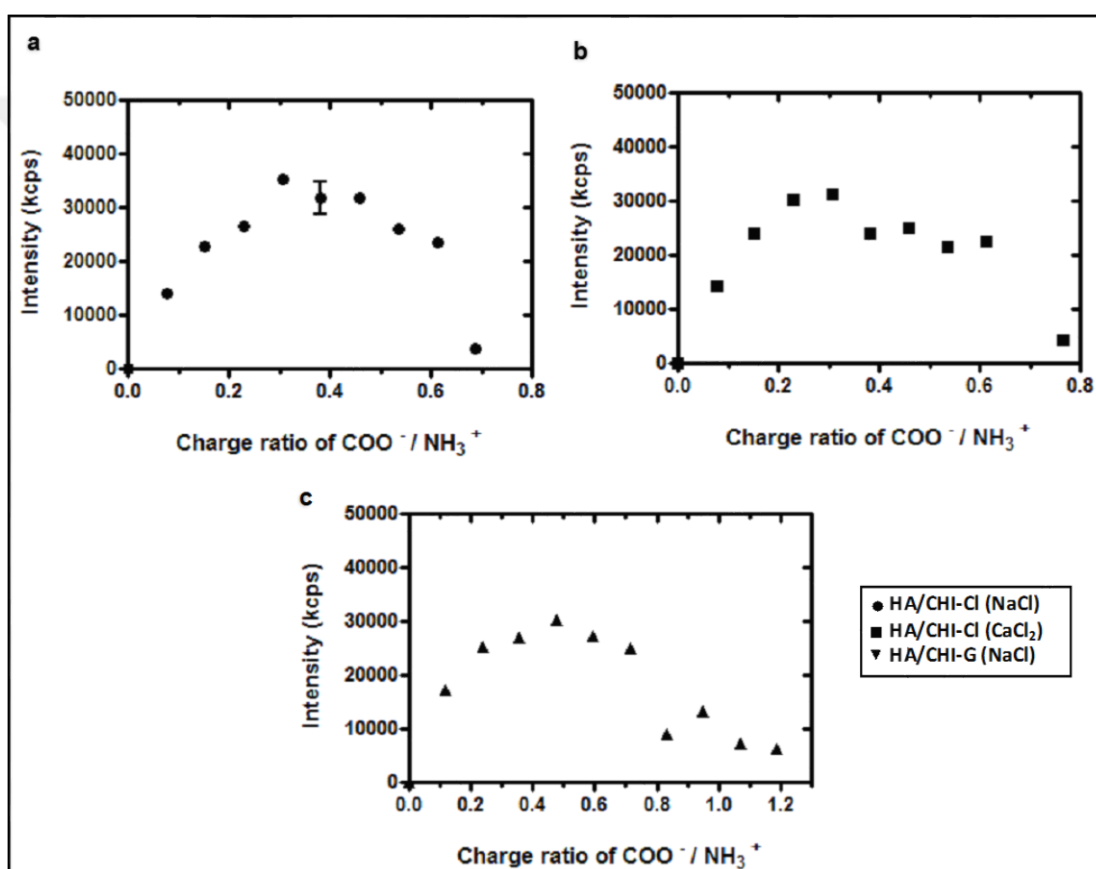 a
50000
40000
30000
20000
10000
0
Intensity (kcps)
0.0 0.2 0.4 0.6 0.8
Charge ratio of COO ⁻ / NH₃ ⁺
b
50000
40000
30000
20000
10000
0
Intensity (kcps)
0.0 0.2 0.4 0.6 0.8
Charge ratio of COO ⁻ / NH₃ ⁺
c
50000
40000
30000
20000
10000
0
Intensity (kcps)
0.0 0.2 0.4 0.6 0.8 1.0 1.2
Charge ratio of COO ⁻ / NH₃ ⁺
HA/CHI-Cl (NaCl)
HA/CHI-Cl (CaCl₂)
HA/CHI-G (NaCl)